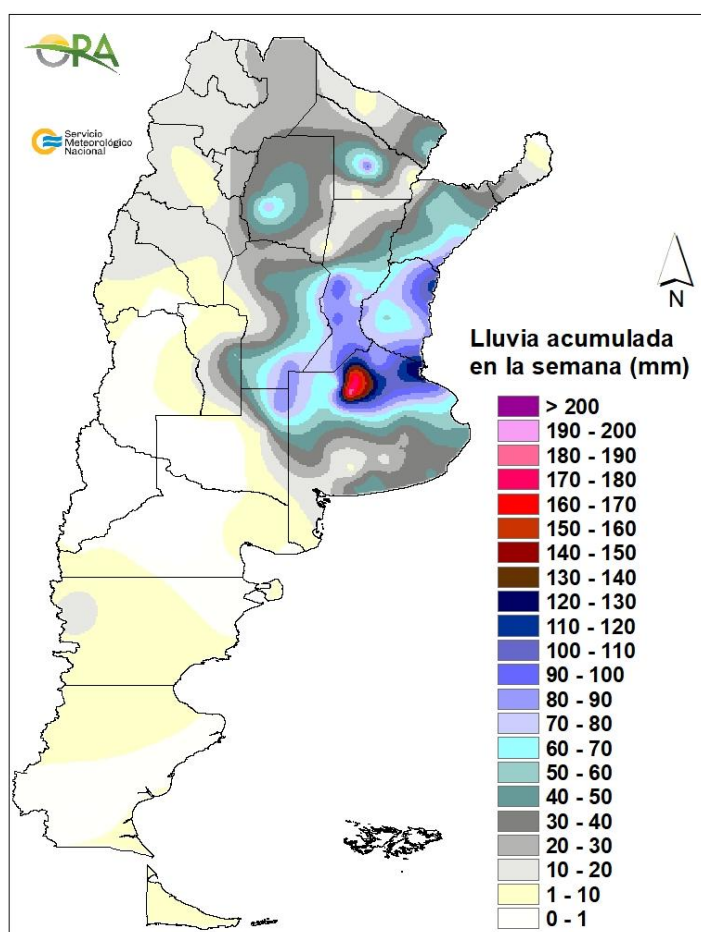 ORA
Servicio
Meteorológico
Nacional
N
Lluvia acumulada
en la semana (mm)
> 200
190 - 200
180 - 190
170 - 180
160 - 170
150 - 160
140 - 150
130 - 140
120 - 130
110 - 120
100 - 110
90 - 100
80 - 90
70 - 80
60 - 70
50 - 60
40 - 50
30 - 40
20 - 30
10 - 20
1 - 10
0 - 1